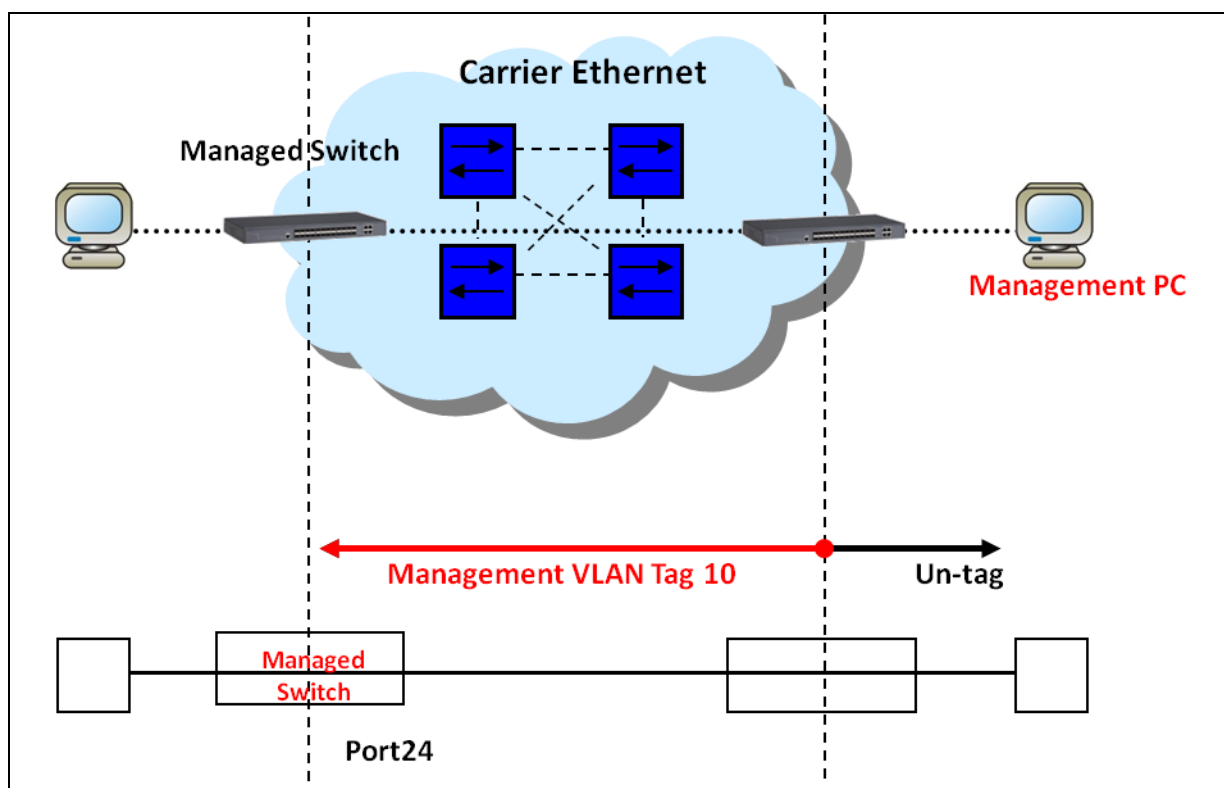 Carrier Ethernet
Managed Switch
Management PC
Management VLAN Tag 10
Un-tag
Managed
Switch
Port24